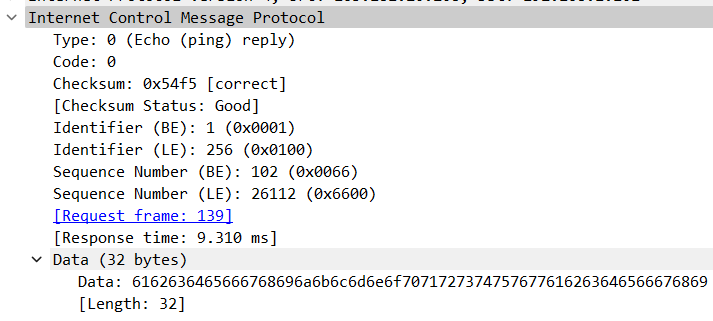 Internet Control Message Protocol
Type: 0 (Echo (ping) reply)
Code: 0
Checksum: 0x54f5 [correct]
[Checksum Status: Good]
Identifier (BE): 1 (0x0001)
Identifier (LE): 256 (0x0100)
Sequence Number (BE): 102 (0x0066)
Sequence Number (LE): 26112 (0x6600)
[Request frame: 139]
[Response time: 9.310 ms]
Data (32 bytes)
Data: 6162636465666768696a6b6c6d6e6f7071727374757677616263646566676869
[Length: 32]